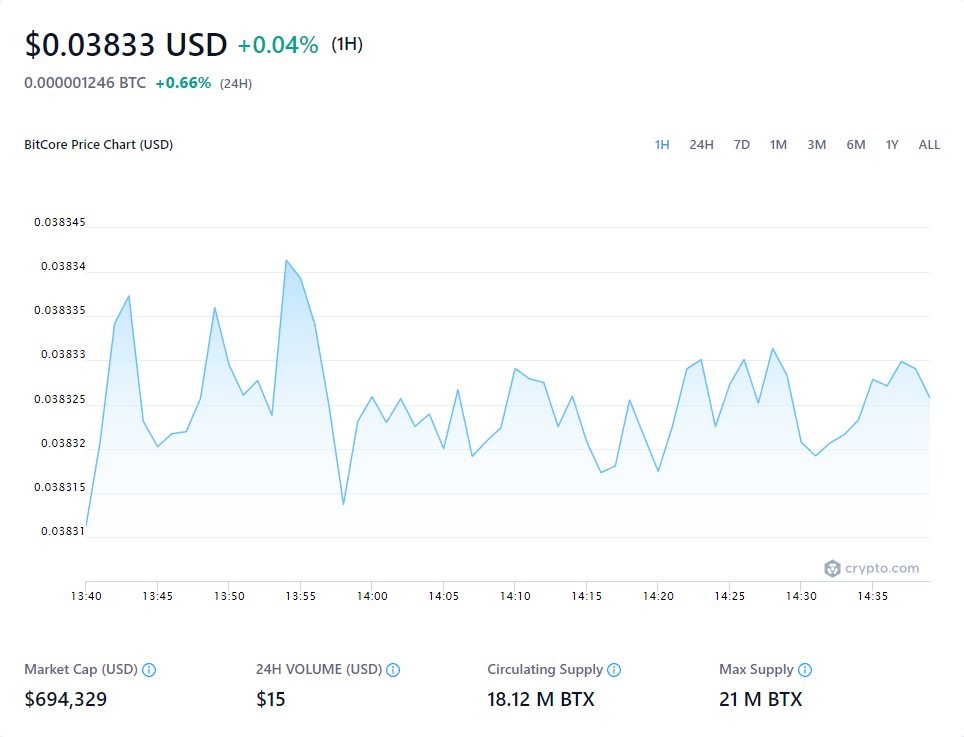 $0.03833 USD +0.04% (1H)
0.000001246 BTC +0.66% (24H)
BitCore Price Chart (USD) 1H 24H 7D 1M 3M 6M 1Y ALL
0.038345
0.03834
0.038335
0.03833
0.038325
0.03832
0.038315
0.03831
crypto.com
13:40 13:45 13:50 13:55 14:00 14:05 14:10 14:15 14:20 14:25 14:30 14:35
Market Cap (USD) 24H VOLUME (USD) Circulating Supply Max Supply
$694,329 $15 18.12 M BTX 21 M BTX